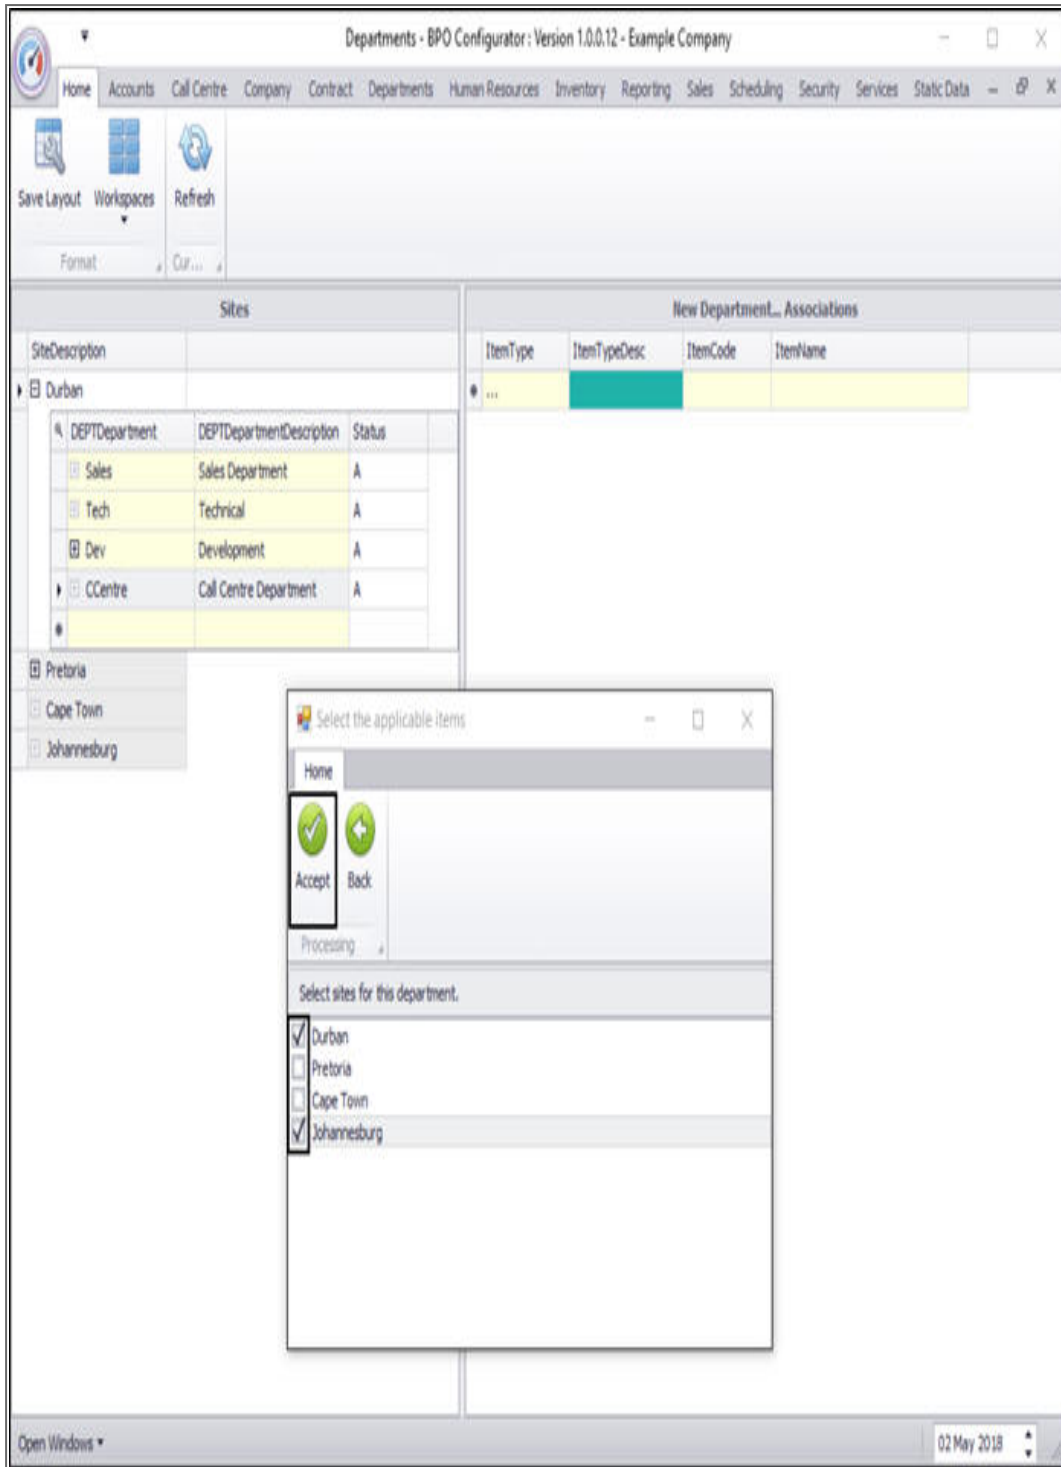 Departments - BPO Configurator : Version 1.0.0.12 - Example Company
Home Accounts Call Centre Company Contract Departments Human Resources Inventory Reporting Sales Scheduling Security Services Static Data
Save Layout Workspaces Refresh
Format Cur...
Sites
New Department... Associations
SiteDescription
ItemType ItemTypeDesc ItemCode ItemName
Durban
...
DEPTDepartment DEPTDepartmentDescription Status
Sales Sales Department A
Tech Technical A
Dev Development A
CCentre Call Centre Department A
Pretoria
Cape Town
Johannesburg
Select the applicable items
Home
Accept Back
Processing
Select sites for this department.
Durban
Pretoria
Cape Town
Johannesburg
Open Windows
02 May 2018